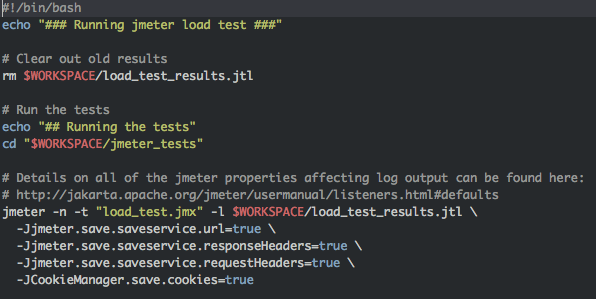 #!/bin/bash
echo "### Running jmeter load test ###"
# Clear out old results
rm $WORKSPACE/load_test_results.jtl
# Run the tests
echo "## Running the tests"
cd "$WORKSPACE/jmeter_tests"
# Details on all of the jmeter properties affecting log output can be found here:
# http://jakarta.apache.org/jmeter/usermanual/listeners.html#defaults
jmeter -n -t "load_test.jmx" -l $WORKSPACE/load_test_results.jtl \
-Jjmeter.save.saveservice.url=true \
-Jjmeter.save.saveservice.responseHeaders=true \
-Jjmeter.save.saveservice.requestHeaders=true \
-JCookieManager.save.cookies=true